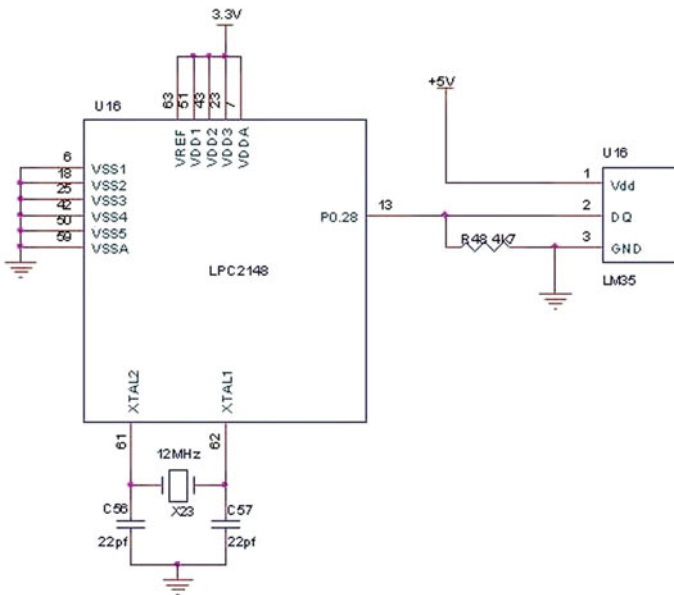 3.3V
U16
63
51
43
23
7
VREF
VDD1
VDD2
VDD3
VDDA
+5V
U16
6 VSS1
18 VSS2
25 VSS3
42 VSS4
50 VSS5
59 VSSA
P0.28 13
1 Vdd
2 DQ
3 GND
R48 4K7
LPC2148
LM35
XTAL2
XTAL1
61
62
12MHz
X23
C56
C57
22pf
22pf